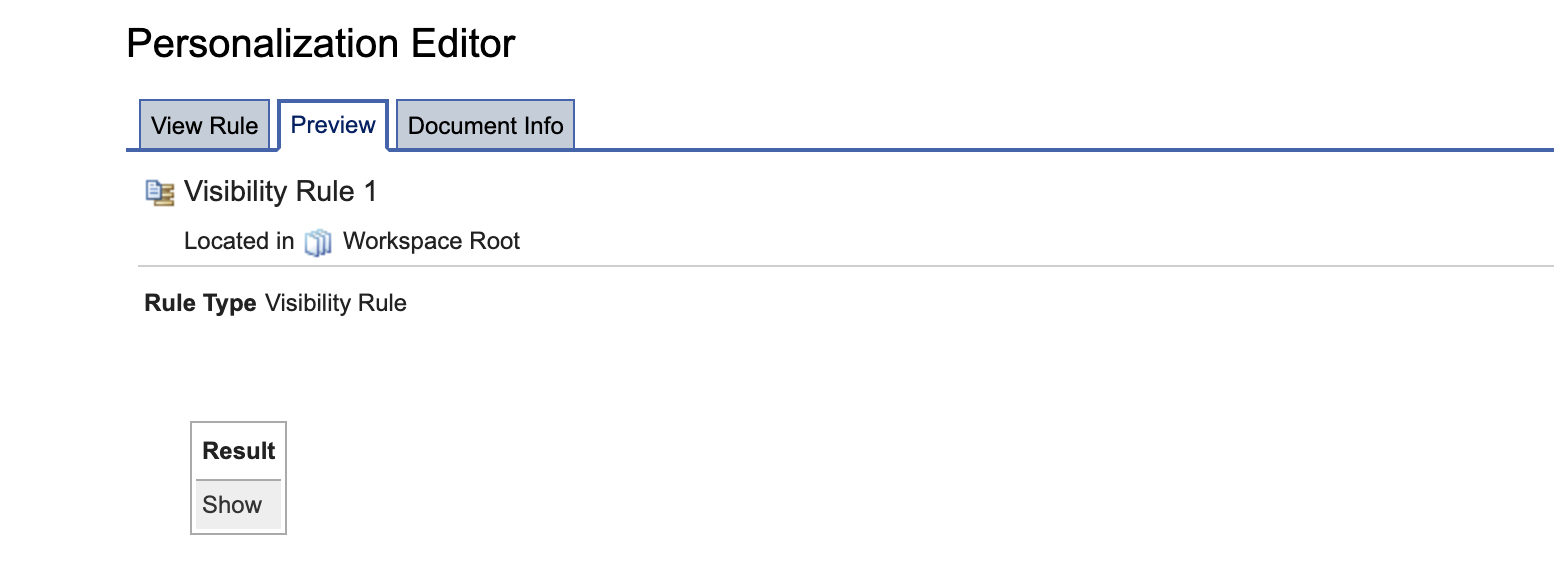 Personalization Editor
View Rule Preview Document Info
Visibility Rule 1
Located in Workspace Root
Rule Type Visibility Rule
Result
Show